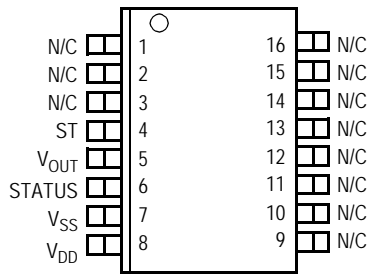 N/C 1 16 N/C
N/C 2 15 N/C
N/C 3 14 N/C
ST 4 13 N/C
VOUT 5 12 N/C
STATUS 6 11 N/C
VSS 7 10 N/C
VDD 8 9 N/C